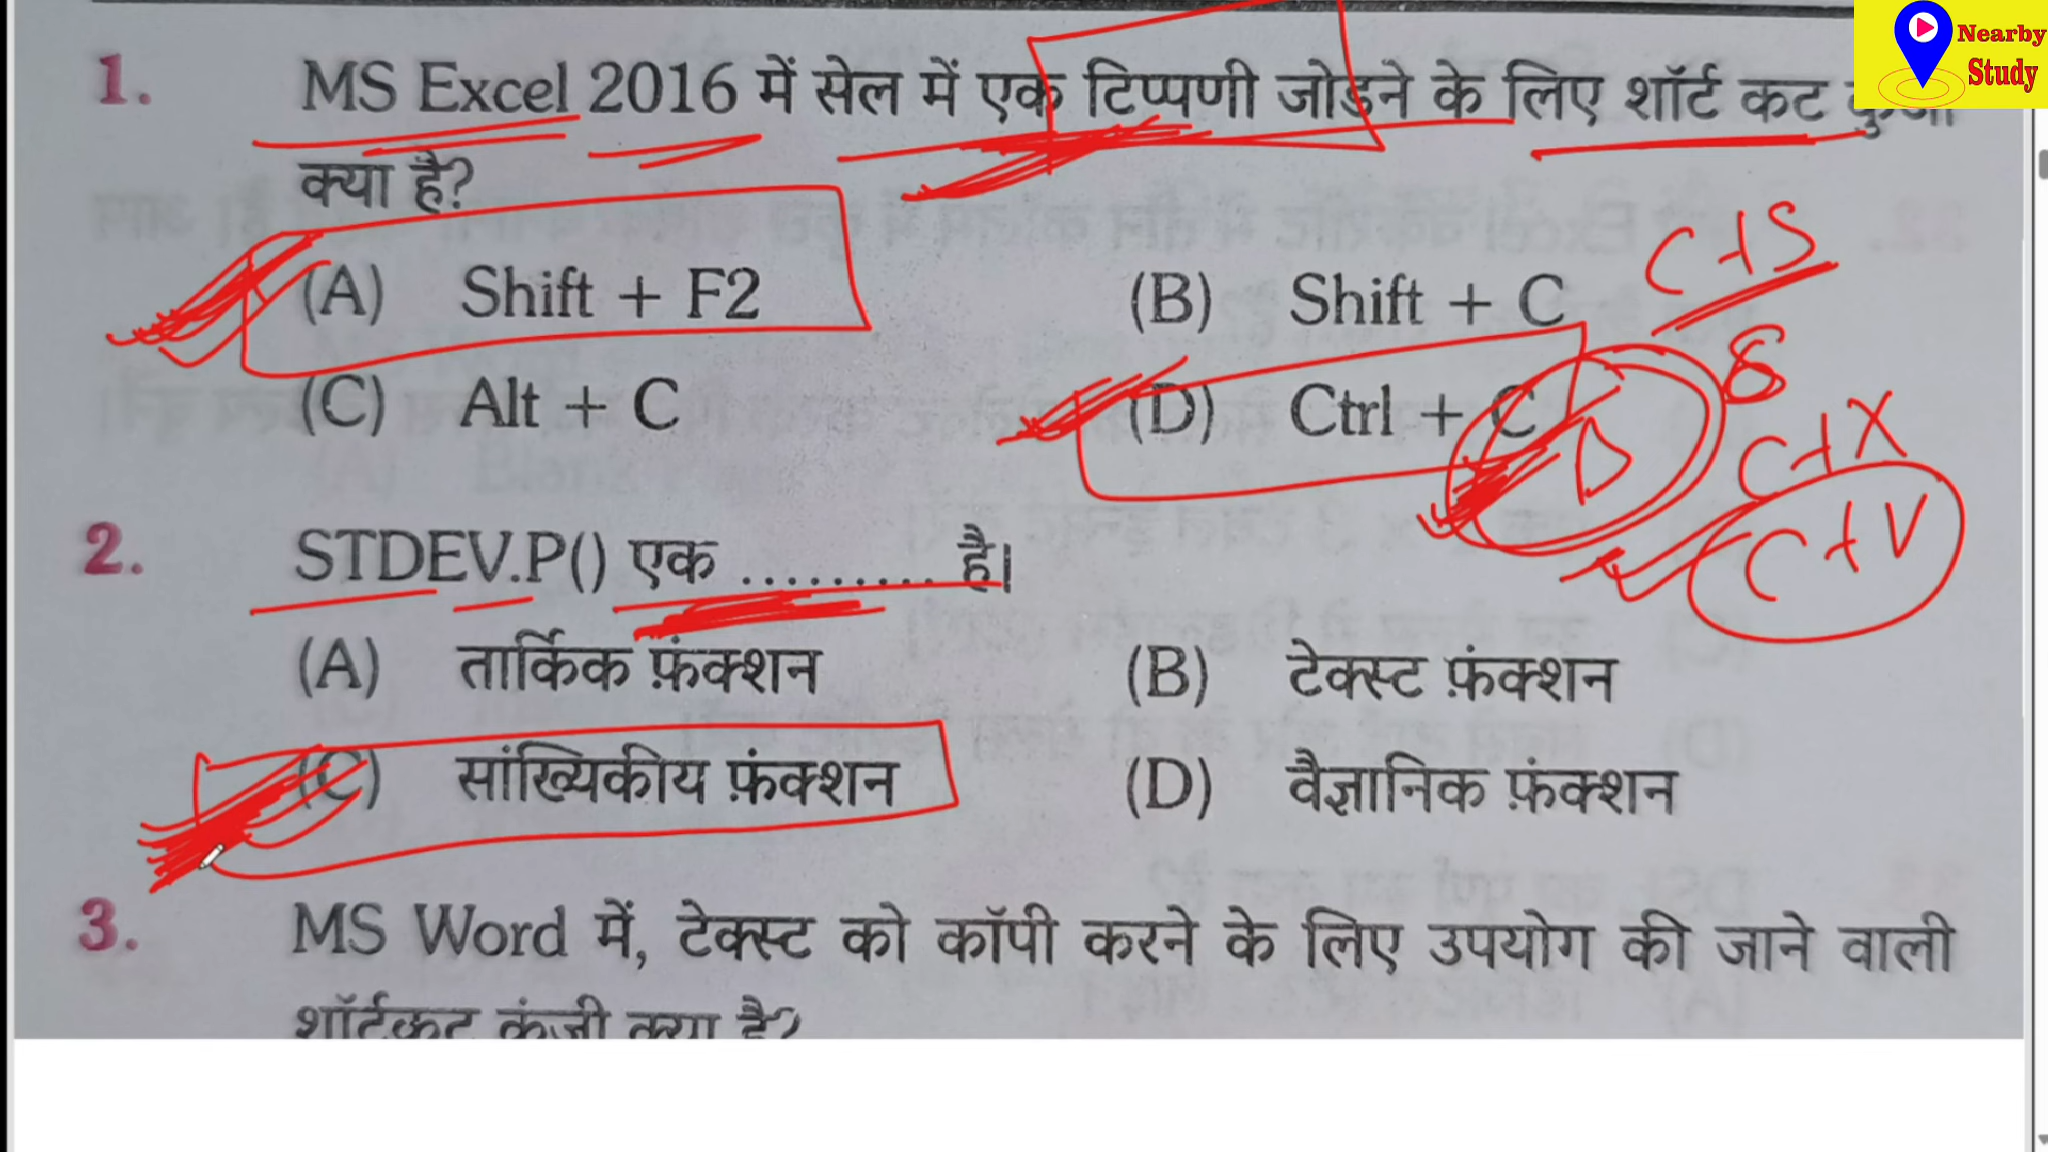 Nearby
Study
1. MS Excel 2016 में सेल में एक टिप्पणी जोड़ने के लिए शॉर्ट कट
क्या है?
(A) Shift + F2 (B) Shift + C
(C) Alt + C (D) Ctrl + C
C+S
C+X
C+V
D
2. STDEV.P() एक ......... है।
(A) तार्किक फ़ंक्शन (B) टेक्स्ट फ़ंक्शन
(C) सांख्यिकीय फ़ंक्शन (D) वैज्ञानिक फ़ंक्शन
3. MS Word में, टेक्स्ट को कॉपी करने के लिए उपयोग की जाने वाली
शॉर्टकट कुंजी क्या है?